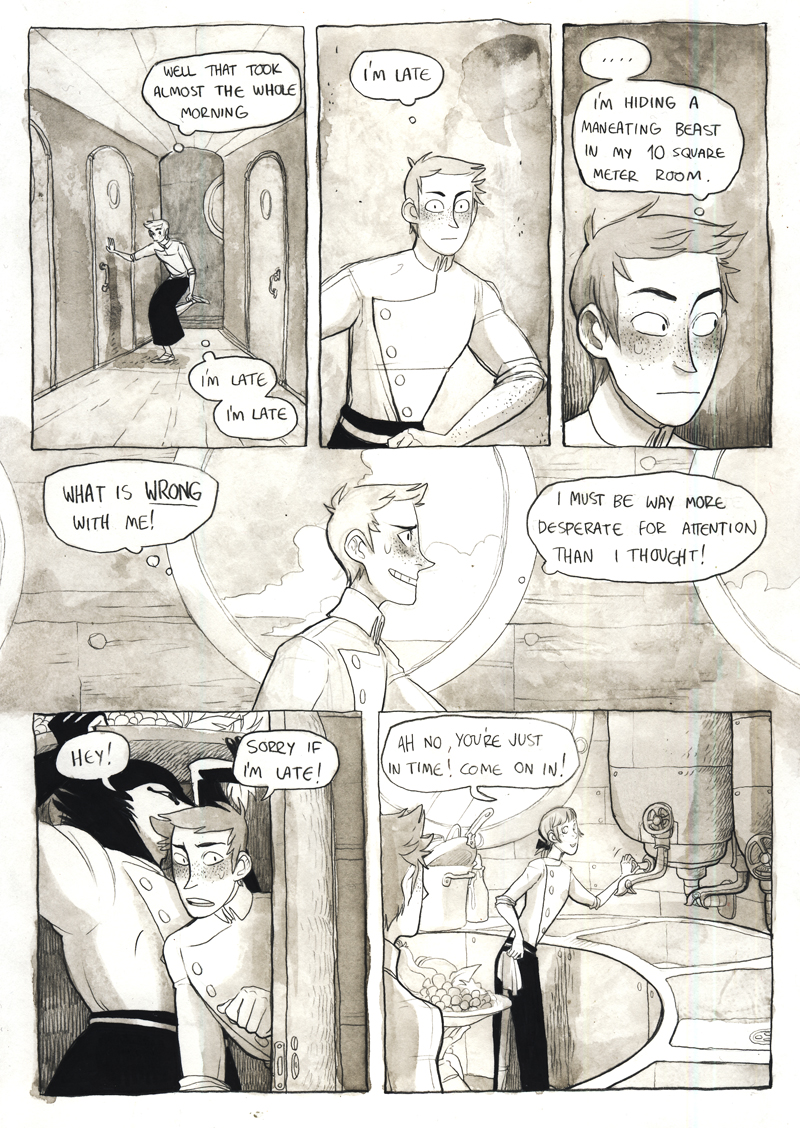 WELL THAT TOOK
ALMOST THE WHOLE
MORNING
I'M LATE
I'M LATE
I'M LATE
....
I'M HIDING A
MANEATING BEAST
IN MY 10 SQUARE
METER ROOM.
WHAT IS WRONG
WITH ME!
I MUST BE WAY MORE
DESPERATE FOR ATTENTION
THAN I THOUGHT!
HEY!
SORRY IF
I'M LATE!
AH NO, YOU'RE JUST
IN TIME! COME ON IN!